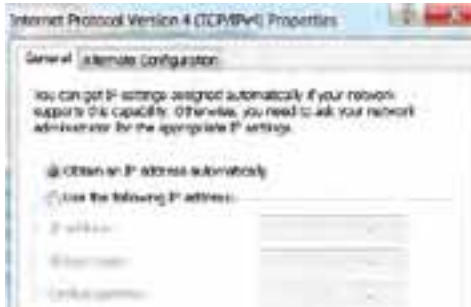 Internet Protocol Version 4 (TCP/IPv4) Properties
General Alternate Configuration
You can get IP settings assigned automatically if your network
supports this capability. Otherwise, you need to ask your network
administrator for the appropriate IP settings.
Obtain an IP address automatically
Use the following IP address:
IP address:
Subnet mask:
Default gateway: